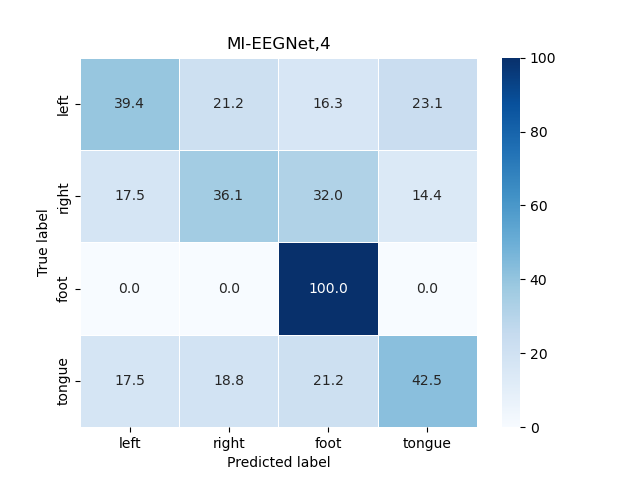 MI-EEGNet,4
True label
left
39.4 21.2 16.3 23.1
right
17.5 36.1 32.0 14.4
foot
0.0 0.0 100.0 0.0
tongue
17.5 18.8 21.2 42.5
left right foot tongue
Predicted label
100
80
60
40
20
0